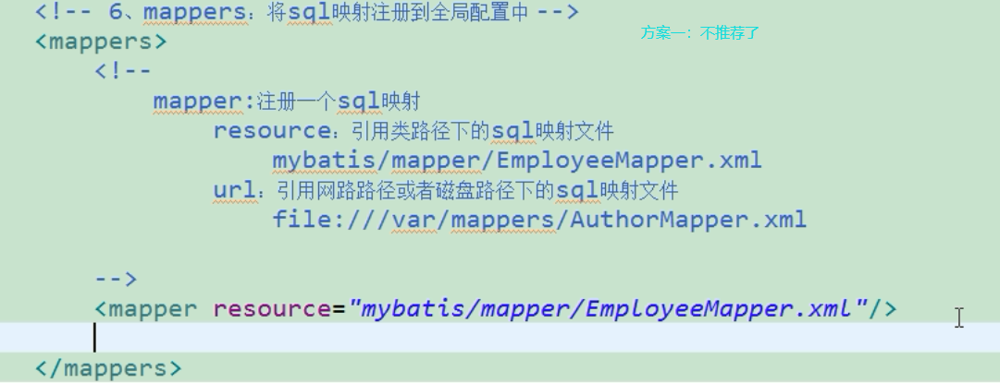 <!-- 6、mappers：将sql映射注册到全局配置中 -->
方案一：不推荐了
<mappers>
<!--
mapper:注册一个sql映射
resource：引用类路径下的sql映射文件
mybatis/mapper/EmployeeMapper.xml
url：引用网路路径或者磁盘路径下的sql映射文件
file:///var/mappers/AuthorMapper.xml
-->
<mapper resource="mybatis/mapper/EmployeeMapper.xml"/>
</mappers>